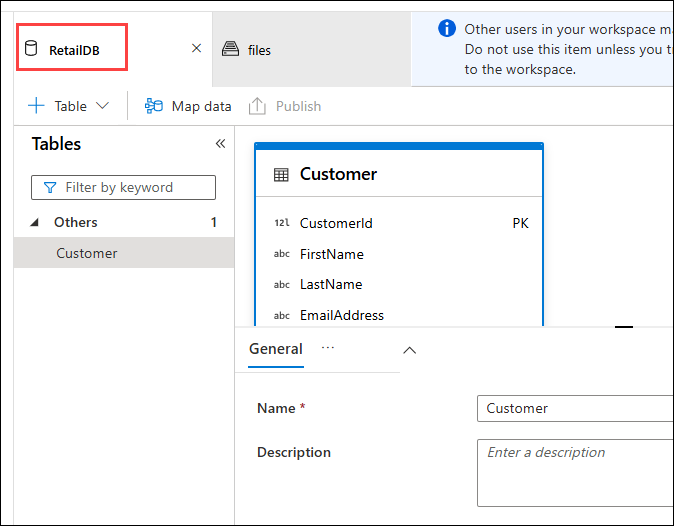 RetailDB
files
Other users in your workspace ma
Do not use this item unless you tr
to the workspace.
Table
Map data
Publish
Tables
Filter by keyword
Others 1
Customer
Customer
12l CustomerId PK
abc FirstName
abc LastName
abc EmailAddress
General ...
Name *
Customer
Description
Enter a description